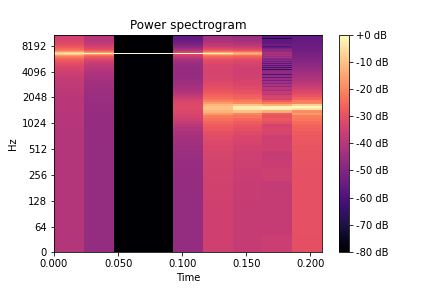 Power spectrogram
8192
4096
2048
1024
512
256
128
64
0
Hz
0.000 0.050 0.100 0.150 0.200
Time
+0 dB
-10 dB
-20 dB
-30 dB
-40 dB
-50 dB
-60 dB
-70 dB
-80 dB